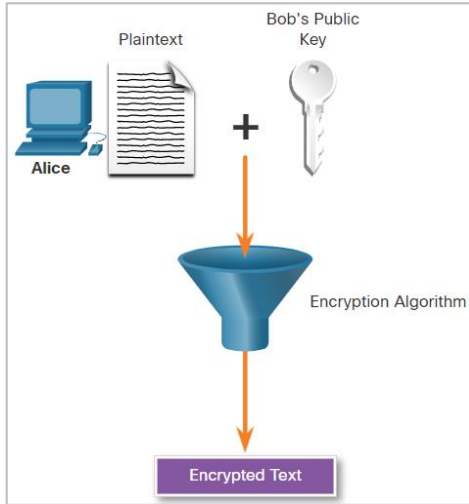 Plaintext
Bob's Public
Key
Alice
Encryption Algorithm
Encrypted Text